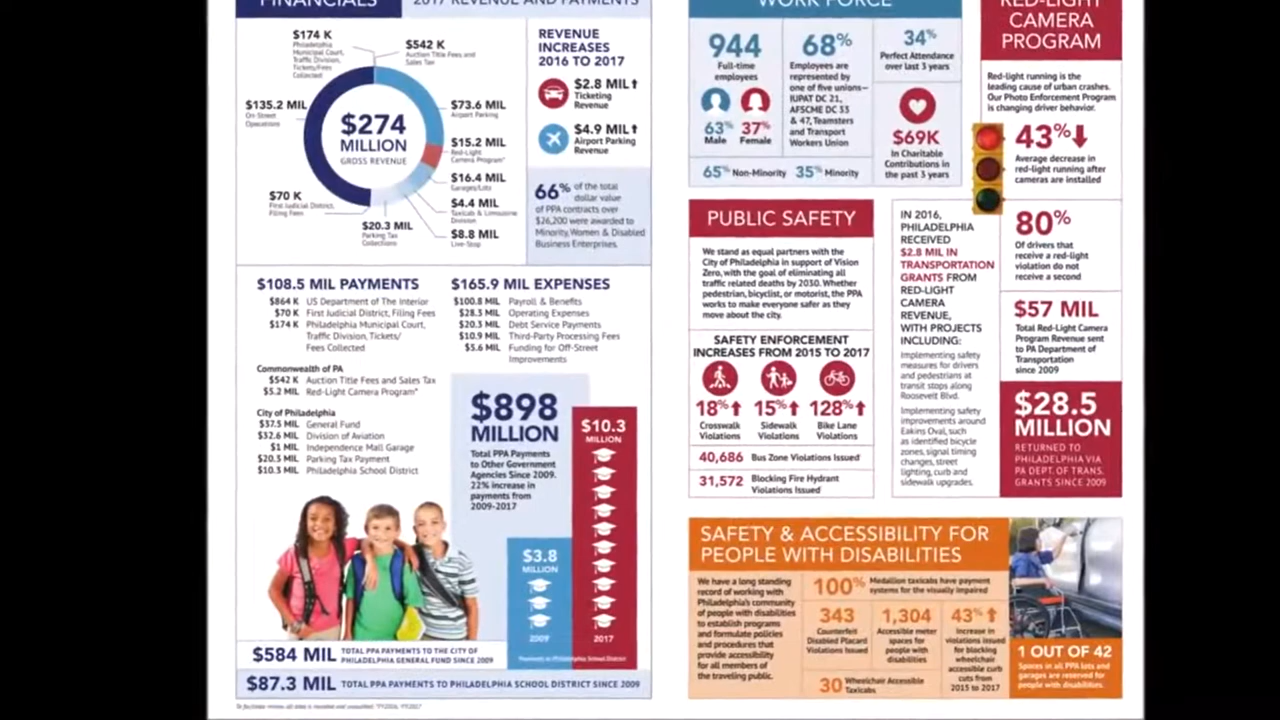 FINANCIALS
2017 REVENUE AND PAYMENTS
$174 K
Philadelphia
Municipal Court,
Traffic Division,
Tickets/Fees
Collected
$542 K
Auction Title Fees and
Sales Tax
$135.2 MIL
On-Street
Operations
$73.6 MIL
Airport Parking
$274
MILLION
GROSS REVENUE
$15.2 MIL
Red-Light
Camera Program*
$16.4 MIL
Garages/Lots
$70 K
First Judicial District,
Filing Fees
$4.4 MIL
Taxicab & Limousine
Division
$20.3 MIL
Parking Tax
Collections
$8.8 MIL
Live-Stop
REVENUE
INCREASES
2016 TO 2017
$2.8 MIL↑
Ticketing
Revenue
$4.9 MIL↑
Airport Parking
Revenue
66% of the total
dollar value
of PPA contracts over
$26,200 were awarded to
Minority, Women & Disabled
Business Enterprises.
$108.5 MIL PAYMENTS
$864 K US Department of The Interior
$70 K First Judicial District, Filing Fees
$174 K Philadelphia Municipal Court,
Traffic Division, Tickets/
Fees Collected
Commonwealth of PA
$542 K Auction Title Fees and Sales Tax
$5.2 MIL Red-Light Camera Program*
City of Philadelphia
$37.5 MIL General Fund
$32.6 MIL Division of Aviation
$1 MIL Independence Mall Garage
$20.3 MIL Parking Tax Payment
$10.3 MIL Philadelphia School District
$165.9 MIL EXPENSES
$100.8 MIL Payroll & Benefits
$28.3 MIL Operating Expenses
$20.3 MIL Debt Service Payments
$10.9 MIL Third-Party Processing Fees
$5.6 MIL Funding for Off-Street
Improvements
$898
MILLION
Total PPA Payments
to Other Government
Agencies Since 2009.
22% increase in
payments from
2009-2017
$3.8
MILLION
2009
$10.3
MILLION
2017
Payments to Philadelphia School District
$584 MIL TOTAL PPA PAYMENTS TO THE CITY OF
PHILADELPHIA GENERAL FUND SINCE 2009
$87.3 MIL TOTAL PPA PAYMENTS TO PHILADELPHIA SCHOOL DISTRICT SINCE 2009
WORK FORCE
944
Full-time
employees
63% Male
37% Female
68%
Employees are
represented by
one of five unions—
IUPAT DC 21,
AFSCME DC 33
& 47, Teamsters
and Transport
Workers Union
65% Non-Minority 35% Minority
34%
Perfect Attendance
over last 3 years
$69K
In Charitable
Contributions in
the past 3 years
RED-LIGHT
CAMERA
PROGRAM
Red-light running is the
leading cause of urban crashes.
Our Photo Enforcement Program
is changing driver behavior.
43%↓
Average decrease in
red-light running after
cameras are installed
80%
Of drivers that
receive a red-light
violation do not
receive a second
$57 MIL
Total Red-Light Camera
Program Revenue sent
to PA Department of
Transportation
since 2009
$28.5
MILLION
RETURNED TO
PHILADELPHIA VIA
PA DEPT. OF TRANS.
GRANTS SINCE 2009
IN 2016,
PHILADELPHIA
RECEIVED
$2.8 MIL IN
TRANSPORTATION
GRANTS FROM
RED-LIGHT
CAMERA
REVENUE,
WITH PROJECTS
INCLUDING:
Implementing safety
measures for drivers
and pedestrians at
transit stops along
Roosevelt Blvd.
Implementing safety
improvements around
Eakins Oval, such
as identified bicycle
zones, signal timing
changes, street
lighting, curb and
sidewalk upgrades.
PUBLIC SAFETY
We stand as equal partners with the
City of Philadelphia in support of Vision
Zero, with the goal of eliminating all
traffic related deaths by 2030. Whether
pedestrian, bicyclist, or motorist, the PPA
works to make everyone safer as they
move about the city.
SAFETY ENFORCEMENT
INCREASES FROM 2015 TO 2017
18%↑
Crosswalk
Violations
15%↑
Sidewalk
Violations
128%↑
Bike Lane
Violations
40,686 Bus Zone Violations Issued
31,572 Blocking Fire Hydrant
Violations Issued
SAFETY & ACCESSIBILITY FOR
PEOPLE WITH DISABILITIES
We have a long standing
record of working with
Philadelphia's community
of people with disabilities
to establish programs
and formulate policies
and procedures that
provide accessibility
for all members of
the traveling public.
100% Medallion taxicabs have payment
systems for the visually impaired
343
Counterfeit
Disabled Placard
Violations Issued
1,304
Accessible meter
spaces for
people with
disabilities
43%↑
Increase in
violations issued
for blocking
wheelchair
accessible curb
cuts from
2015 to 2017
30 Wheelchair Accessible
Taxicabs
1 OUT OF 42
Spaces in all PPA lots and
garages are reserved for
people with disabilities.